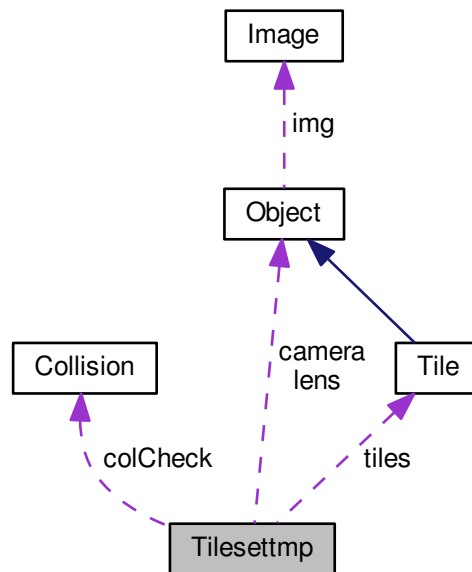 Image
img
Object
camera
lens
Collision
Tile
colCheck
tiles
Tilesettmp